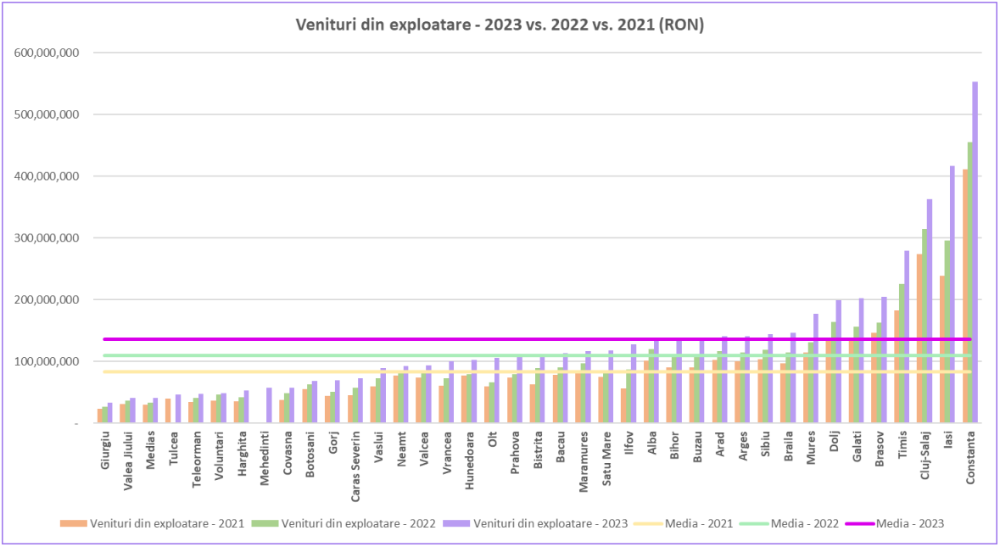 Venituri din exploatare - 2023 vs. 2022 vs. 2021 (RON)
600,000,000
500,000,000
400,000,000
300,000,000
200,000,000
100,000,000
-
Giurgiu
Valea Jiului
Medias
Tulcea
Teleorman
Voluntari
Harghita
Mehedinti
Covasna
Botosani
Gorj
Caras Severin
Vaslui
Neamt
Valcea
Vrancea
Hunedoara
Olt
Prahova
Bistrita
Bacau
Maramures
Satu Mare
Ilfov
Alba
Bihor
Buzau
Arad
Arges
Sibiu
Braila
Mures
Dolj
Galati
Brasov
Timis
Cluj-Salaj
Iasi
Constanta
Venituri din exploatare - 2021 Venituri din exploatare - 2022 Venituri din exploatare - 2023 Media - 2021 Media - 2022 Media - 2023